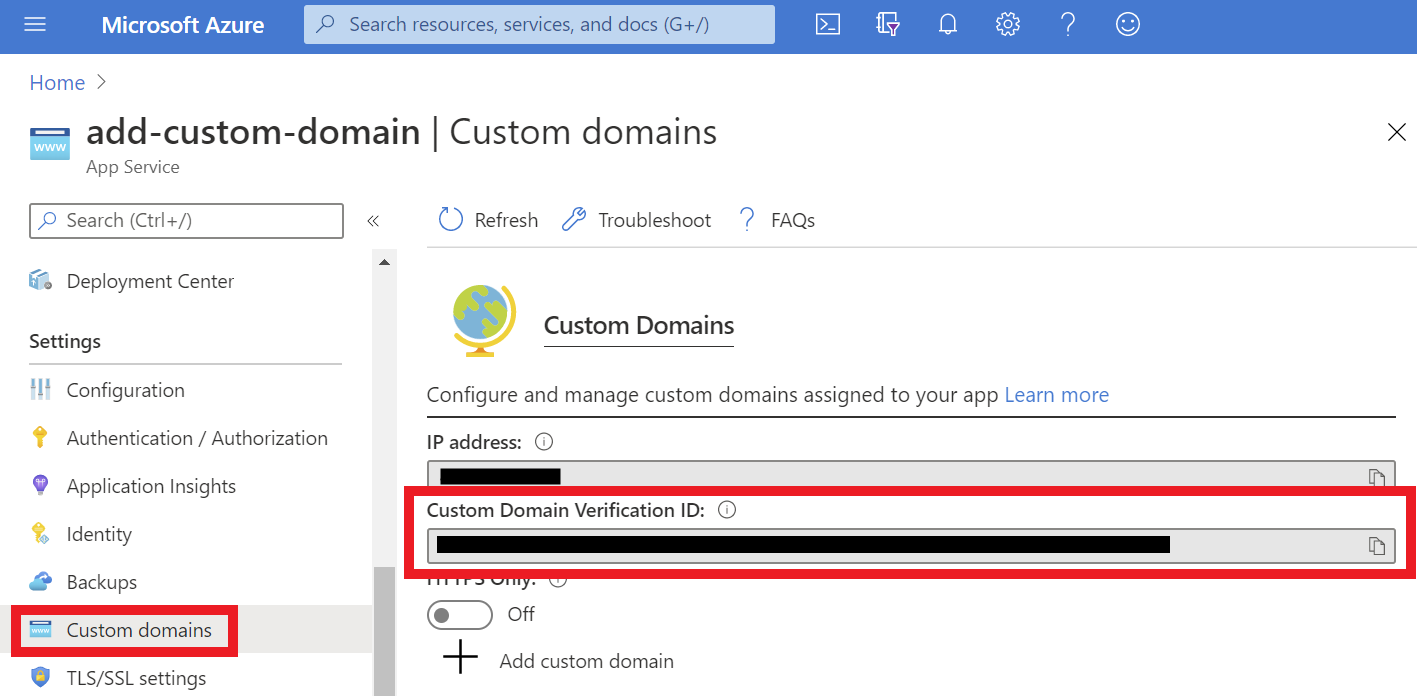 Microsoft Azure
Search resources, services, and docs (G+/)
Home
add-custom-domain | Custom domains
App Service
Search (Ctrl+/)
«
Refresh
Troubleshoot
FAQs
Deployment Center
Settings
Configuration
Authentication / Authorization
Application Insights
Identity
Backups
Custom domains
TLS/SSL settings
Custom Domains
Configure and manage custom domains assigned to your app Learn more
IP address:
Custom Domain Verification ID:
HTTPS Only:
Off
Add custom domain